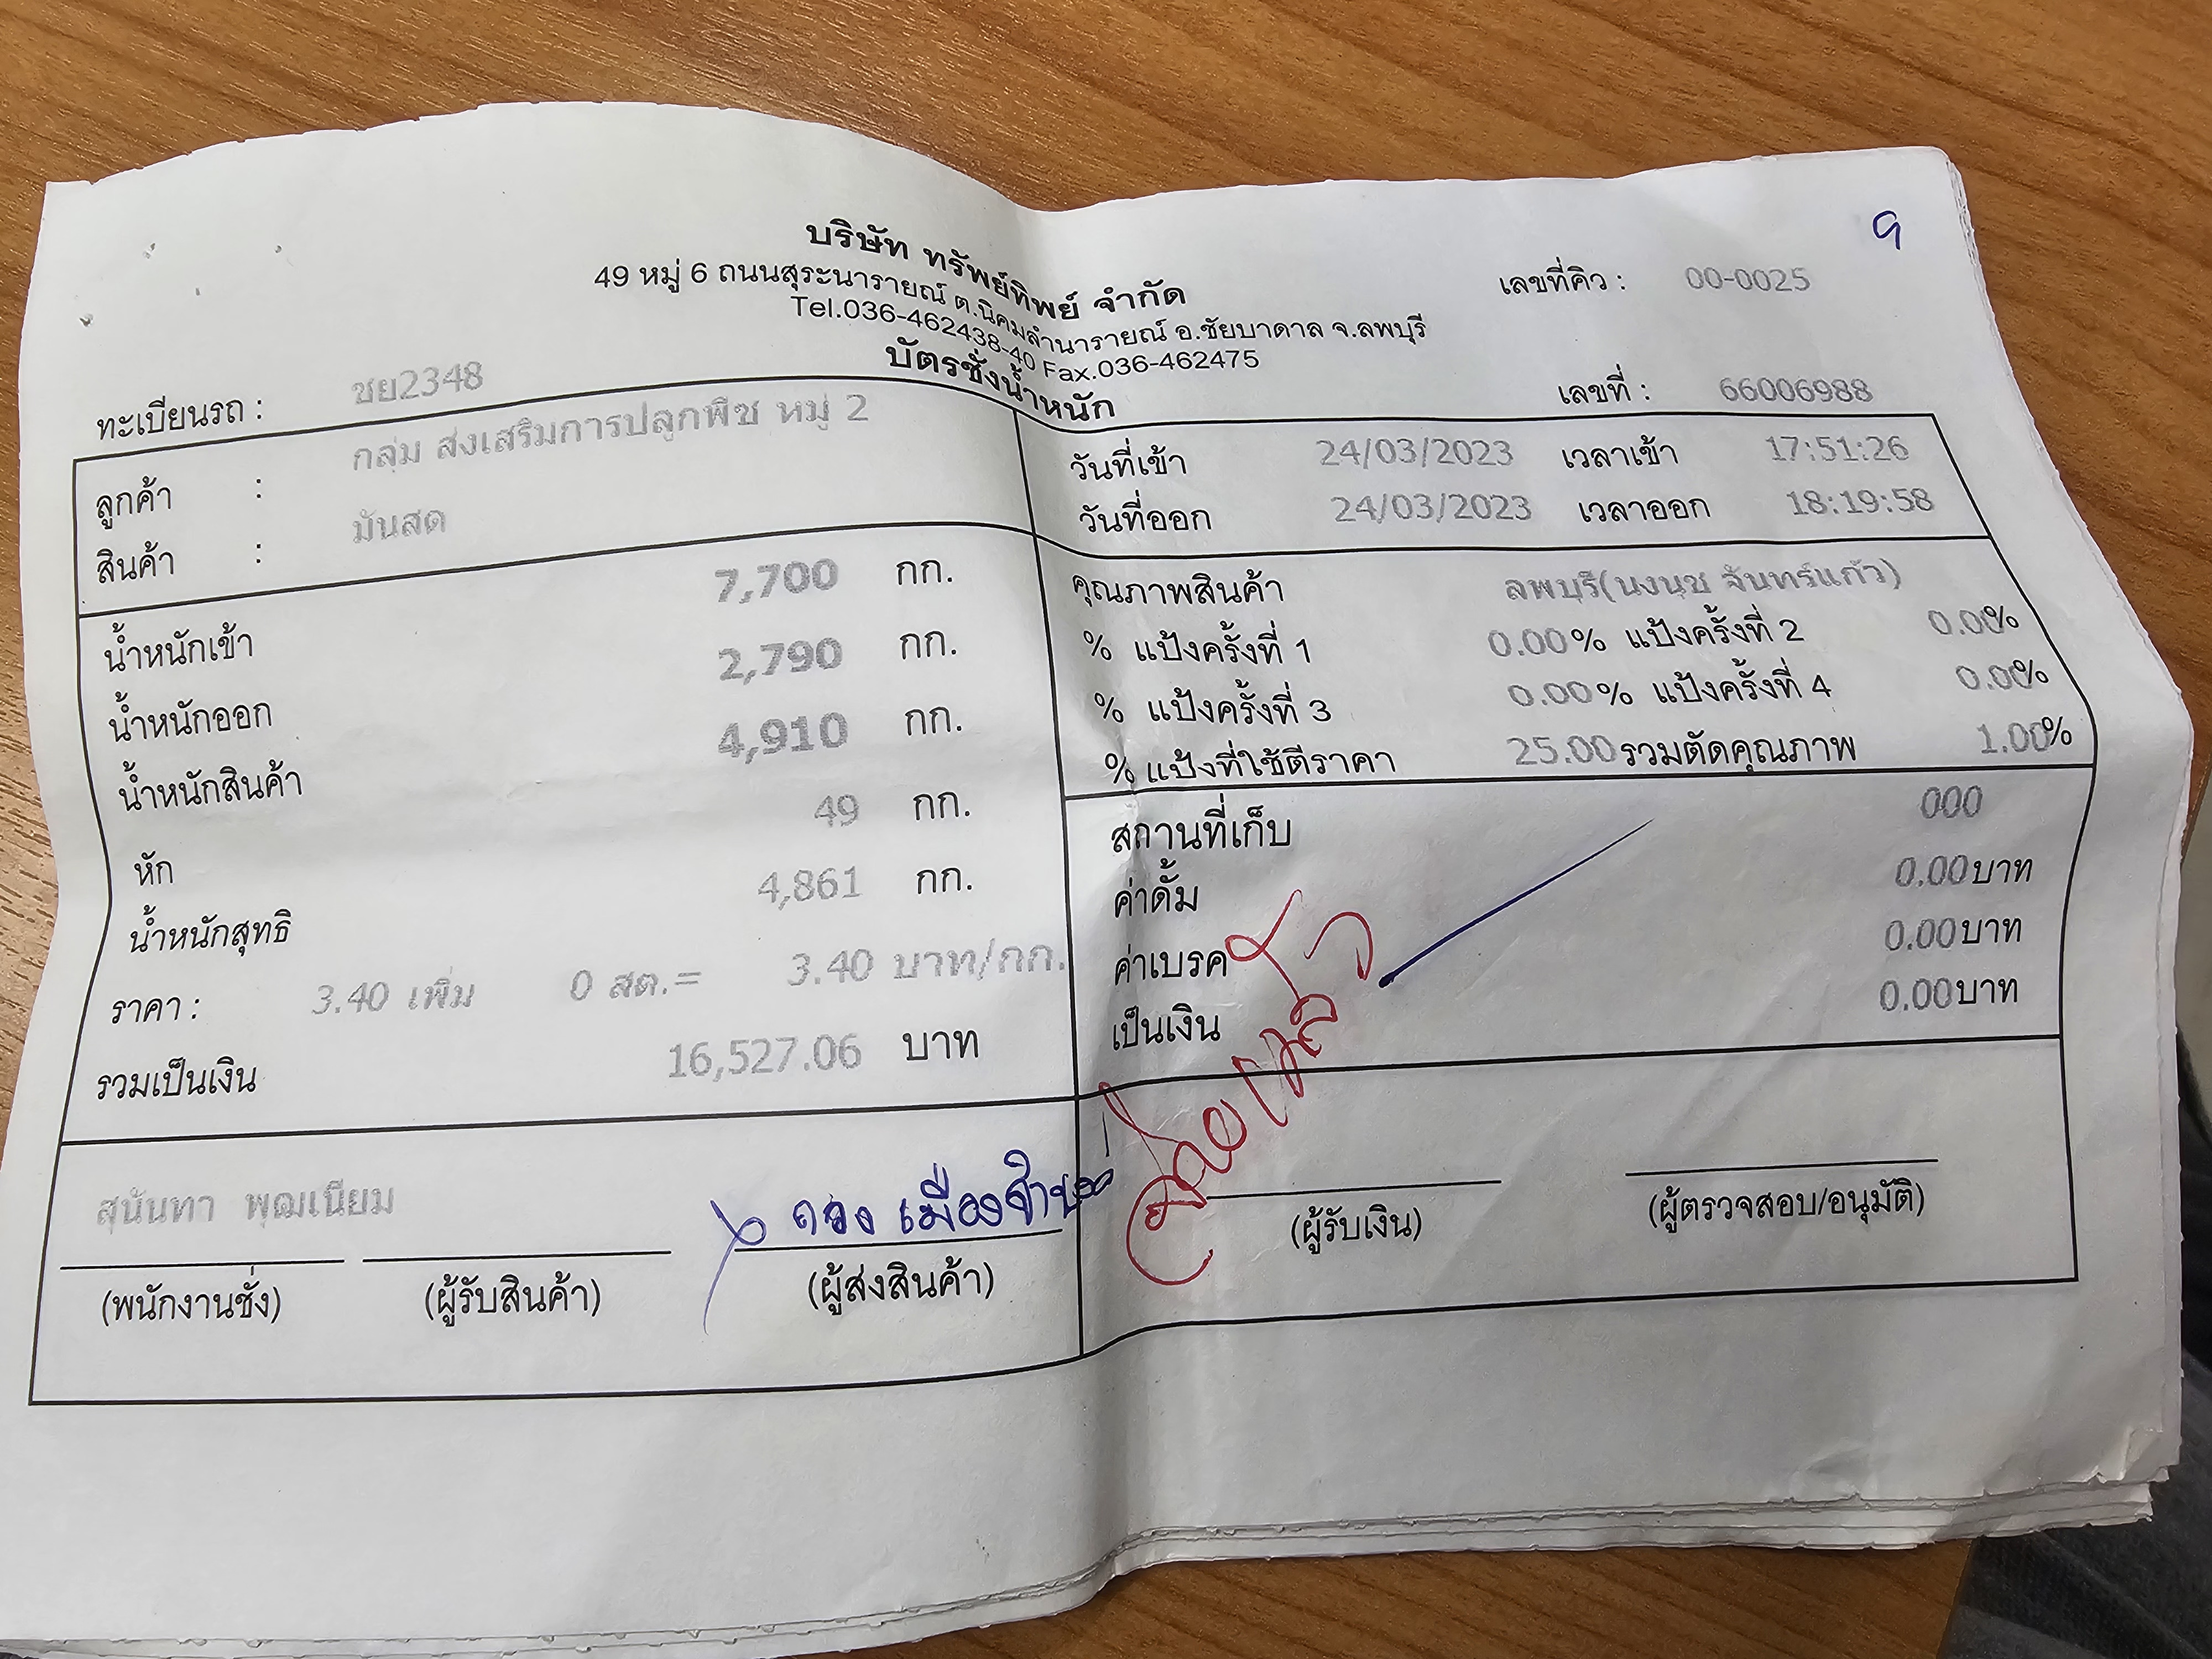 9
บริษัท ทรัพย์ทิพย์ จำกัด
49 หมู่ 6 ถนนสุระนารายณ์ ต.นิคมลำนารายณ์ อ.ชัยบาดาล จ.ลพบุรี
Tel.036-462438-40 Fax.036-462475
บัตรชั่งน้ำหนัก
เลขที่คิว : 00-0025
ทะเบียนรถ : ชย2348
เลขที่ : 66006988
ลูกค้า : กลุ่ม ส่งเสริมการปลูกพืช หมู่ 2
สินค้า : มันสด
วันที่เข้า 24/03/2023 เวลาเข้า 17:51:26
วันที่ออก 24/03/2023 เวลาออก 18:19:58
น้ำหนักเข้า 7,700 กก.
น้ำหนักออก 2,790 กก.
น้ำหนักสินค้า 4,910 กก.
หัก 49 กก.
น้ำหนักสุทธิ 4,861 กก.
ราคา : 3.40 เพิ่ม 0 สต.= 3.40 บาท/กก.
รวมเป็นเงิน 16,527.06 บาท
คุณภาพสินค้า ลพบุรี(นงนุช จันทร์แก้ว)
% แป้งครั้งที่ 1 0.00% แป้งครั้งที่ 2 0.00%
% แป้งครั้งที่ 3 0.00% แป้งครั้งที่ 4 0.00%
% แป้งที่ใช้ตีราคา 25.00 รวมตัดคุณภาพ 1.00%
สถานที่เก็บ 000
ค่าดั้ม 0.00 บาท
ค่าเบรค 0.00 บาท
เป็นเงิน 0.00 บาท
สุนันทา พุฒเนียม
(พนักงานชั่ง)
(ผู้รับสินค้า)
(ผู้ส่งสินค้า)
(ผู้รับเงิน)
(ผู้ตรวจสอบ/อนุมัติ)